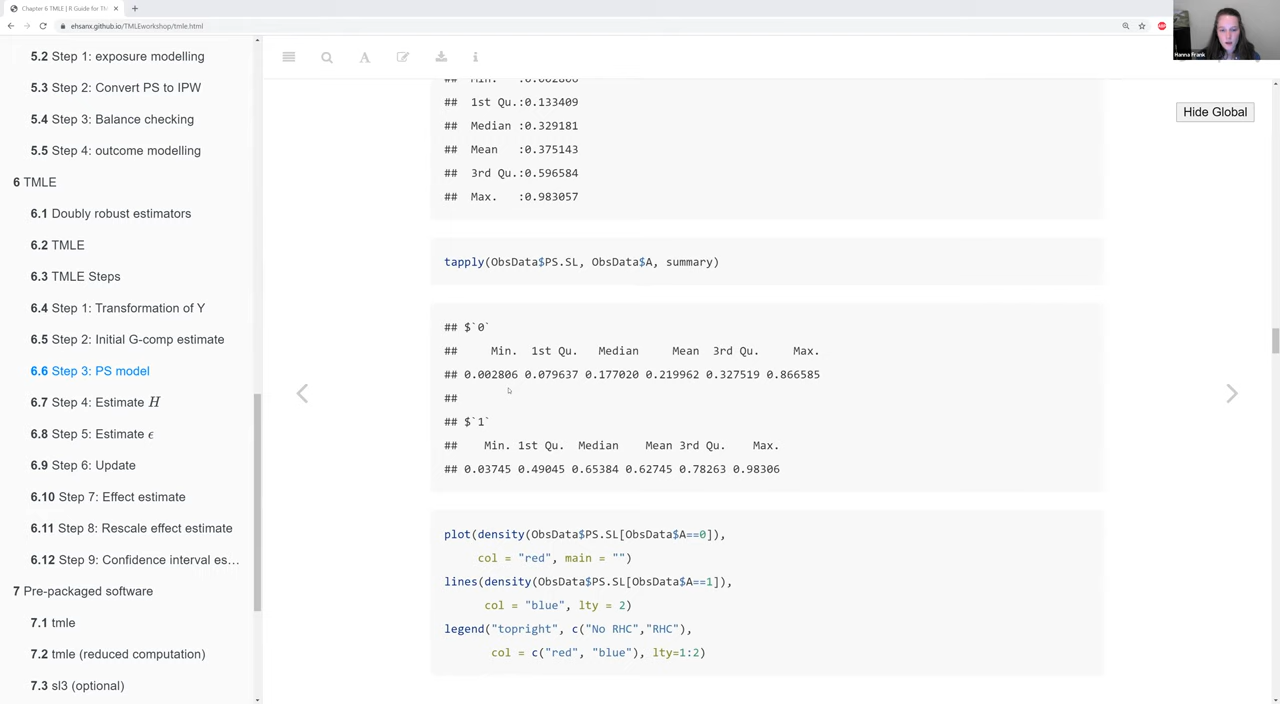 Chapter 6 TMLE | R Guide for TM
ehsanx.github.io/TMLEworkshop/tmle.html
Hanna Frank
5.2 Step 1: exposure modelling
5.3 Step 2: Convert PS to IPW
5.4 Step 3: Balance checking
5.5 Step 4: outcome modelling
6 TMLE
6.1 Doubly robust estimators
6.2 TMLE
6.3 TMLE Steps
6.4 Step 1: Transformation of Y
6.5 Step 2: Initial G-comp estimate
6.6 Step 3: PS model
6.7 Step 4: Estimate H
6.8 Step 5: Estimate ϵ
6.9 Step 6: Update
6.10 Step 7: Effect estimate
6.11 Step 8: Rescale effect estimate
6.12 Step 9: Confidence interval es…
7 Pre-packaged software
7.1 tmle
7.2 tmle (reduced computation)
7.3 sl3 (optional)
Hide Global
## Min. :0.002806
## 1st Qu.:0.133409
## Median :0.329181
## Mean :0.375143
## 3rd Qu.:0.596584
## Max. :0.983057
tapply(ObsData$PS.SL, ObsData$A, summary)
## $`0`
## Min. 1st Qu. Median Mean 3rd Qu. Max.
## 0.002806 0.079637 0.177020 0.219962 0.327519 0.866585
##
## $`1`
## Min. 1st Qu. Median Mean 3rd Qu. Max.
## 0.03745 0.49045 0.65384 0.62745 0.78263 0.98306
plot(density(ObsData$PS.SL[ObsData$A==0]),
col = "red", main = "")
lines(density(ObsData$PS.SL[ObsData$A==1]),
col = "blue", lty = 2)
legend("topright", c("No RHC","RHC"),
col = c("red", "blue"), lty=1:2)